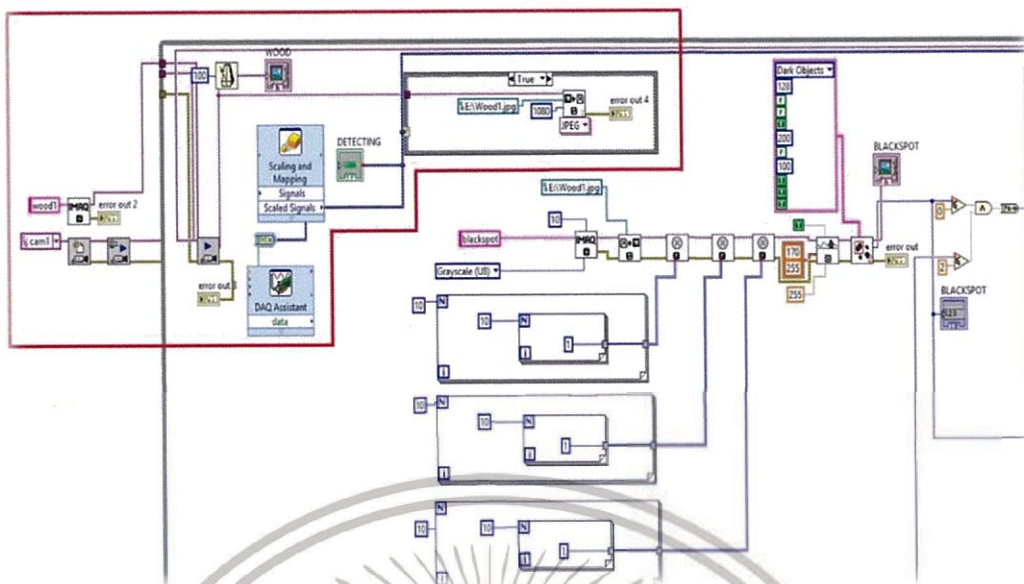 WOOD
100
True
E:\Wood1.jpg
1080
JPEG
error out 4
DETECTING
Scaling and
Mapping
Signals
Scaled Signals
wood1
IMAQ
error out 2
cam1
error out 3
DAQ Assistant
data
Dark Objects
128
200
100
BLACKSPOT
E:\Wood1.jpg
10
blackspot
IMAQ
Grayscale (U8)
170
255
255
error out
0
2
BLACKSPOT
10
N
10
N
1
i
i
10
N
10
N
1
i
i
10
N
10
N
1
i